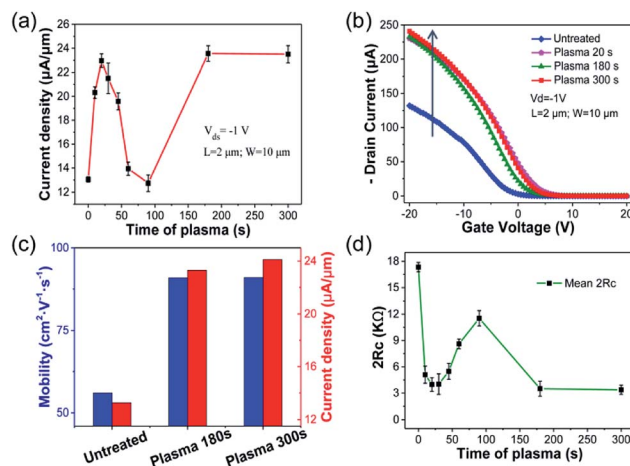 (a)
Current density (µA/µm)
26
24
22
20
18
16
14
12
V_ds= -1 V
L=2 µm; W=10 µm
0 50 100 150 200 250 300
Time of plasma (s)
(b)
- Drain Current (µA)
250
200
150
100
50
0
Untreated
Plasma 20 s
Plasma 180 s
Plasma 300 s
Vd=-1V
L=2 µm, W=10 µm
-20 -10 0 10 20
Gate Voltage (V)
(c)
Mobility (cm²·V⁻¹·s⁻¹)
100
75
50
Current density (µA/µm)
24
20
16
12
Untreated Plasma 180s Plasma 300s
(d)
2Rc (KΩ)
18
15
12
9
6
3
0
Mean 2Rc
0 50 100 150 200 250 300
Time of plasma (s)